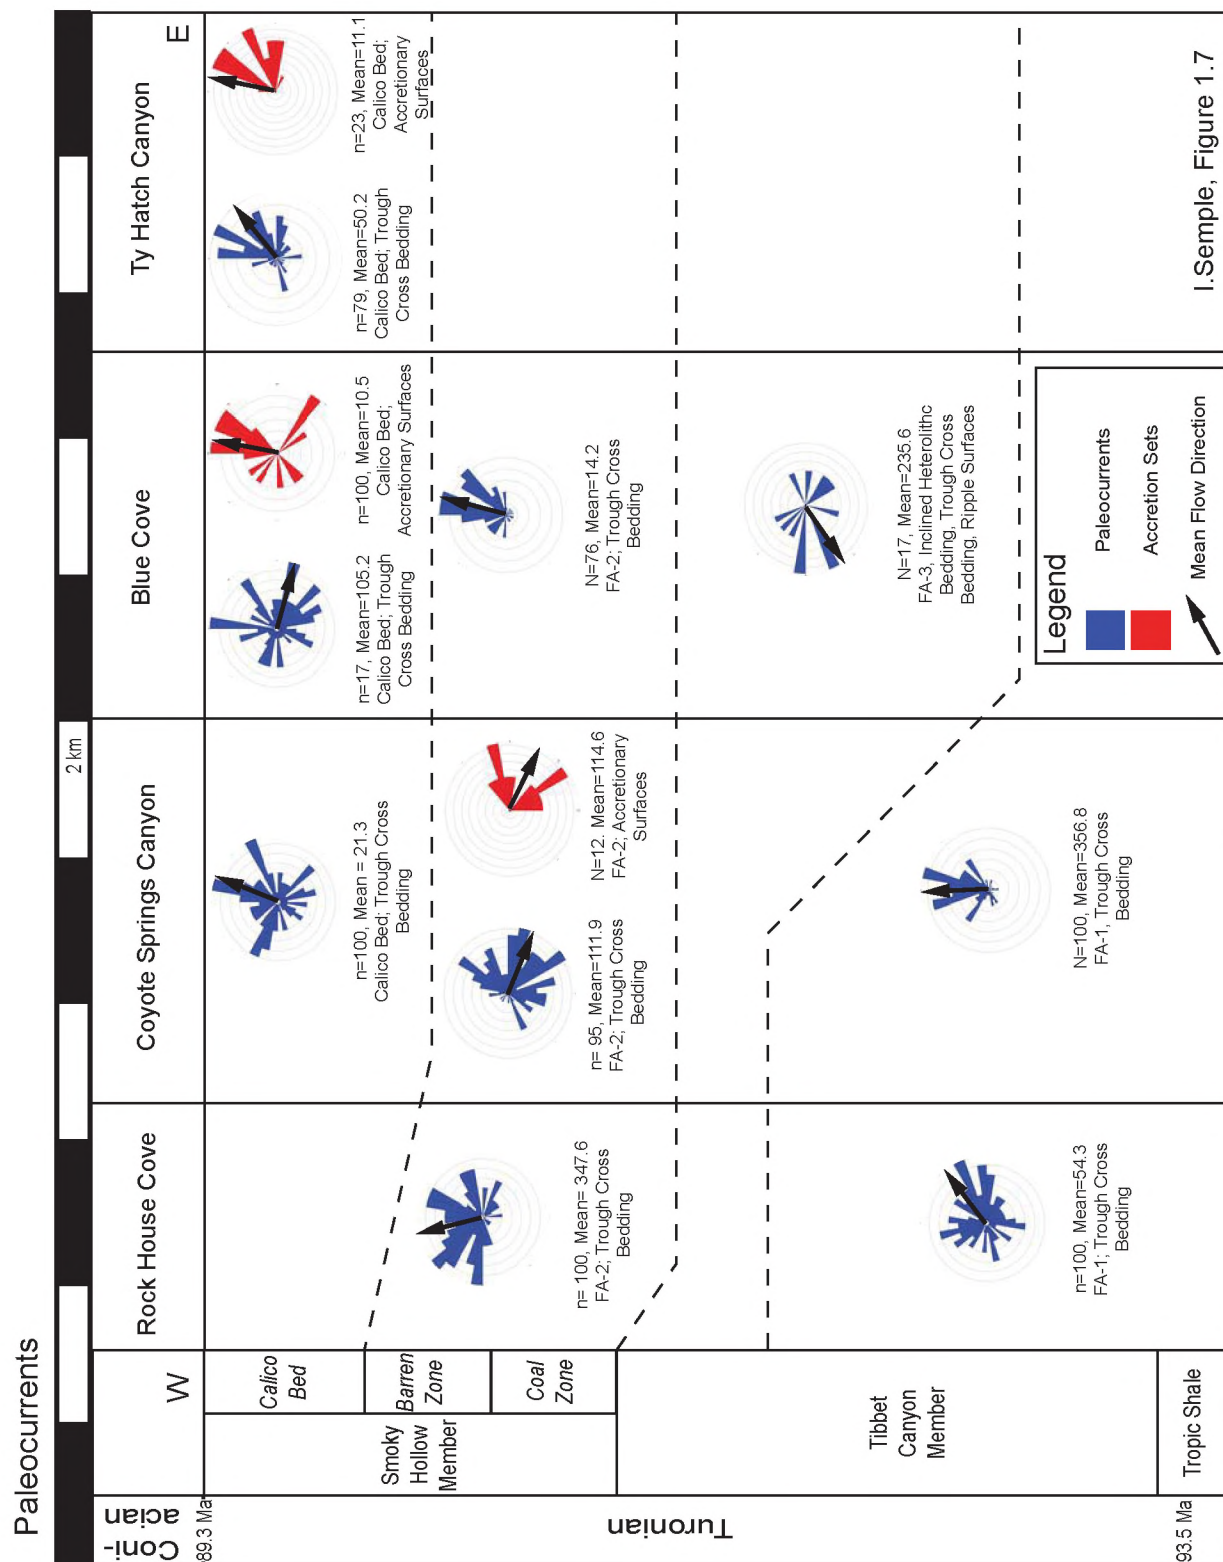 Paleocurrents
2 km
W
Rock House Cove
Coyote Springs Canyon
Blue Cove
Ty Hatch Canyon
E
Coni-
acian
89.3 Ma
Turonian
93.5 Ma
Smoky
Hollow
Member
Calico
Bed
Barren
Zone
Coal
Zone
Tibbet
Canyon
Member
Tropic Shale
n=100, Mean = 21.3
Calico Bed; Trough Cross
Bedding
n=17, Mean=105.2
Calico Bed; Trough
Cross Bedding
n=100, Mean=10.5
Calico Bed;
Accretionary Surfaces
n=79, Mean=50.2
Calico Bed; Trough
Cross Bedding
n=23, Mean=11.1
Calico Bed;
Accretionary
Surfaces
n= 100, Mean= 347.6
FA-2; Trough Cross
Bedding
n= 95, Mean=111.9
FA-2; Trough Cross
Bedding
N=12. Mean=114.6
FA-2; Accretionary
Surfaces
N=76, Mean=14.2
FA-2; Trough Cross
Bedding
n=100, Mean=54.3
FA-1; Trough Cross
Bedding
N=100, Mean=356.8
FA-1, Trough Cross
Bedding
N=17, Mean=235.6
FA-3, Inclined Heterolithc
Bedding, Trough Cross
Bedding, Ripple Surfaces
Legend
Paleocurrents
Accretion Sets
Mean Flow Direction
I.Semple, Figure 1.7